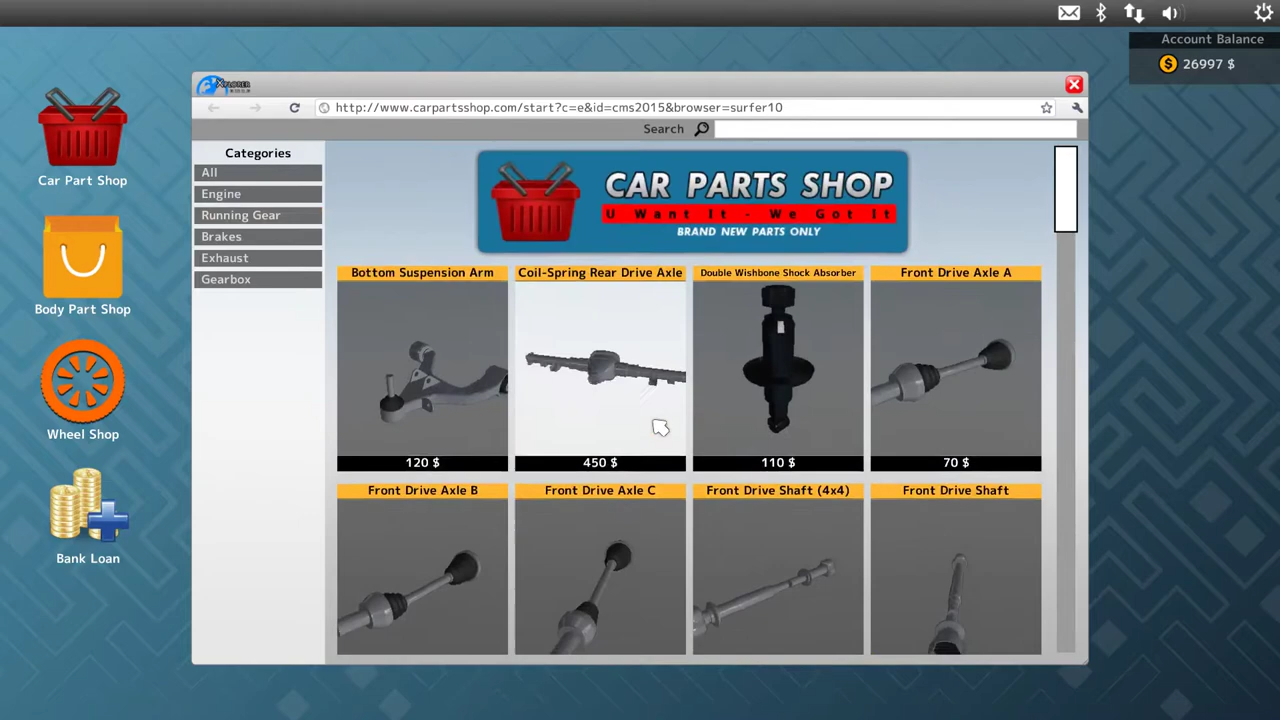 Account Balance
26997 $
XPLORER
http://www.carpartsshop.com/start?c=e&id=cms2015&browser=surfer10
Search
Categories
All
Engine
Running Gear
Brakes
Exhaust
Gearbox
CAR PARTS SHOP
U Want It - We Got It
BRAND NEW PARTS ONLY
Bottom Suspension Arm
120 $
Coil-Spring Rear Drive Axle
450 $
Double Wishbone Shock Absorber
110 $
Front Drive Axle A
70 $
Front Drive Axle B
Front Drive Axle C
Front Drive Shaft (4x4)
Front Drive Shaft
Car Part Shop
Body Part Shop
Wheel Shop
Bank Loan